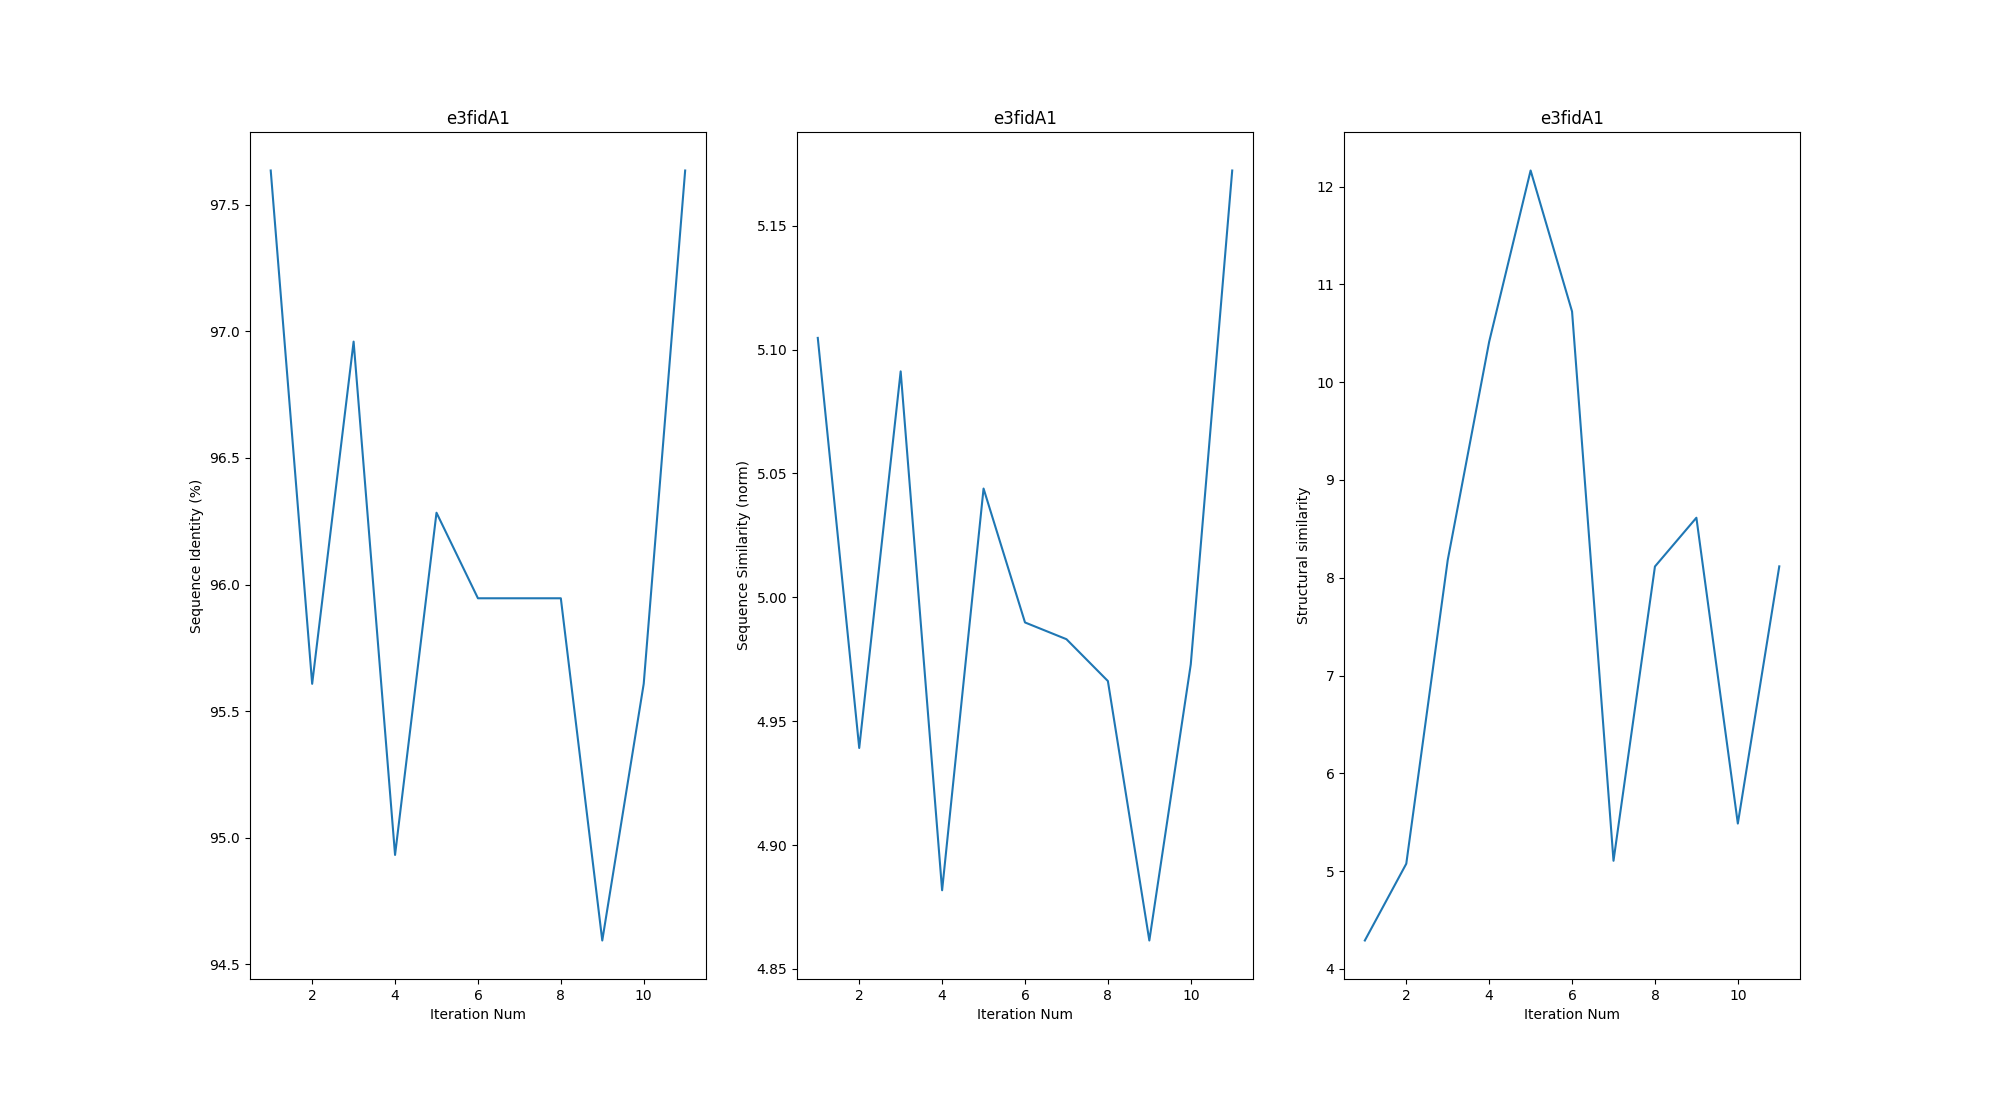 e3fidA1
97.5
97.0
96.5
96.0
95.5
95.0
94.5
Sequence Identity (%)
2 4 6 8 10
Iteration Num
e3fidA1
5.15
5.10
5.05
5.00
4.95
4.90
4.85
Sequence Similarity (norm)
2 4 6 8 10
Iteration Num
e3fidA1
12
11
10
9
8
7
6
5
4
Structural similarity
2 4 6 8 10
Iteration Num